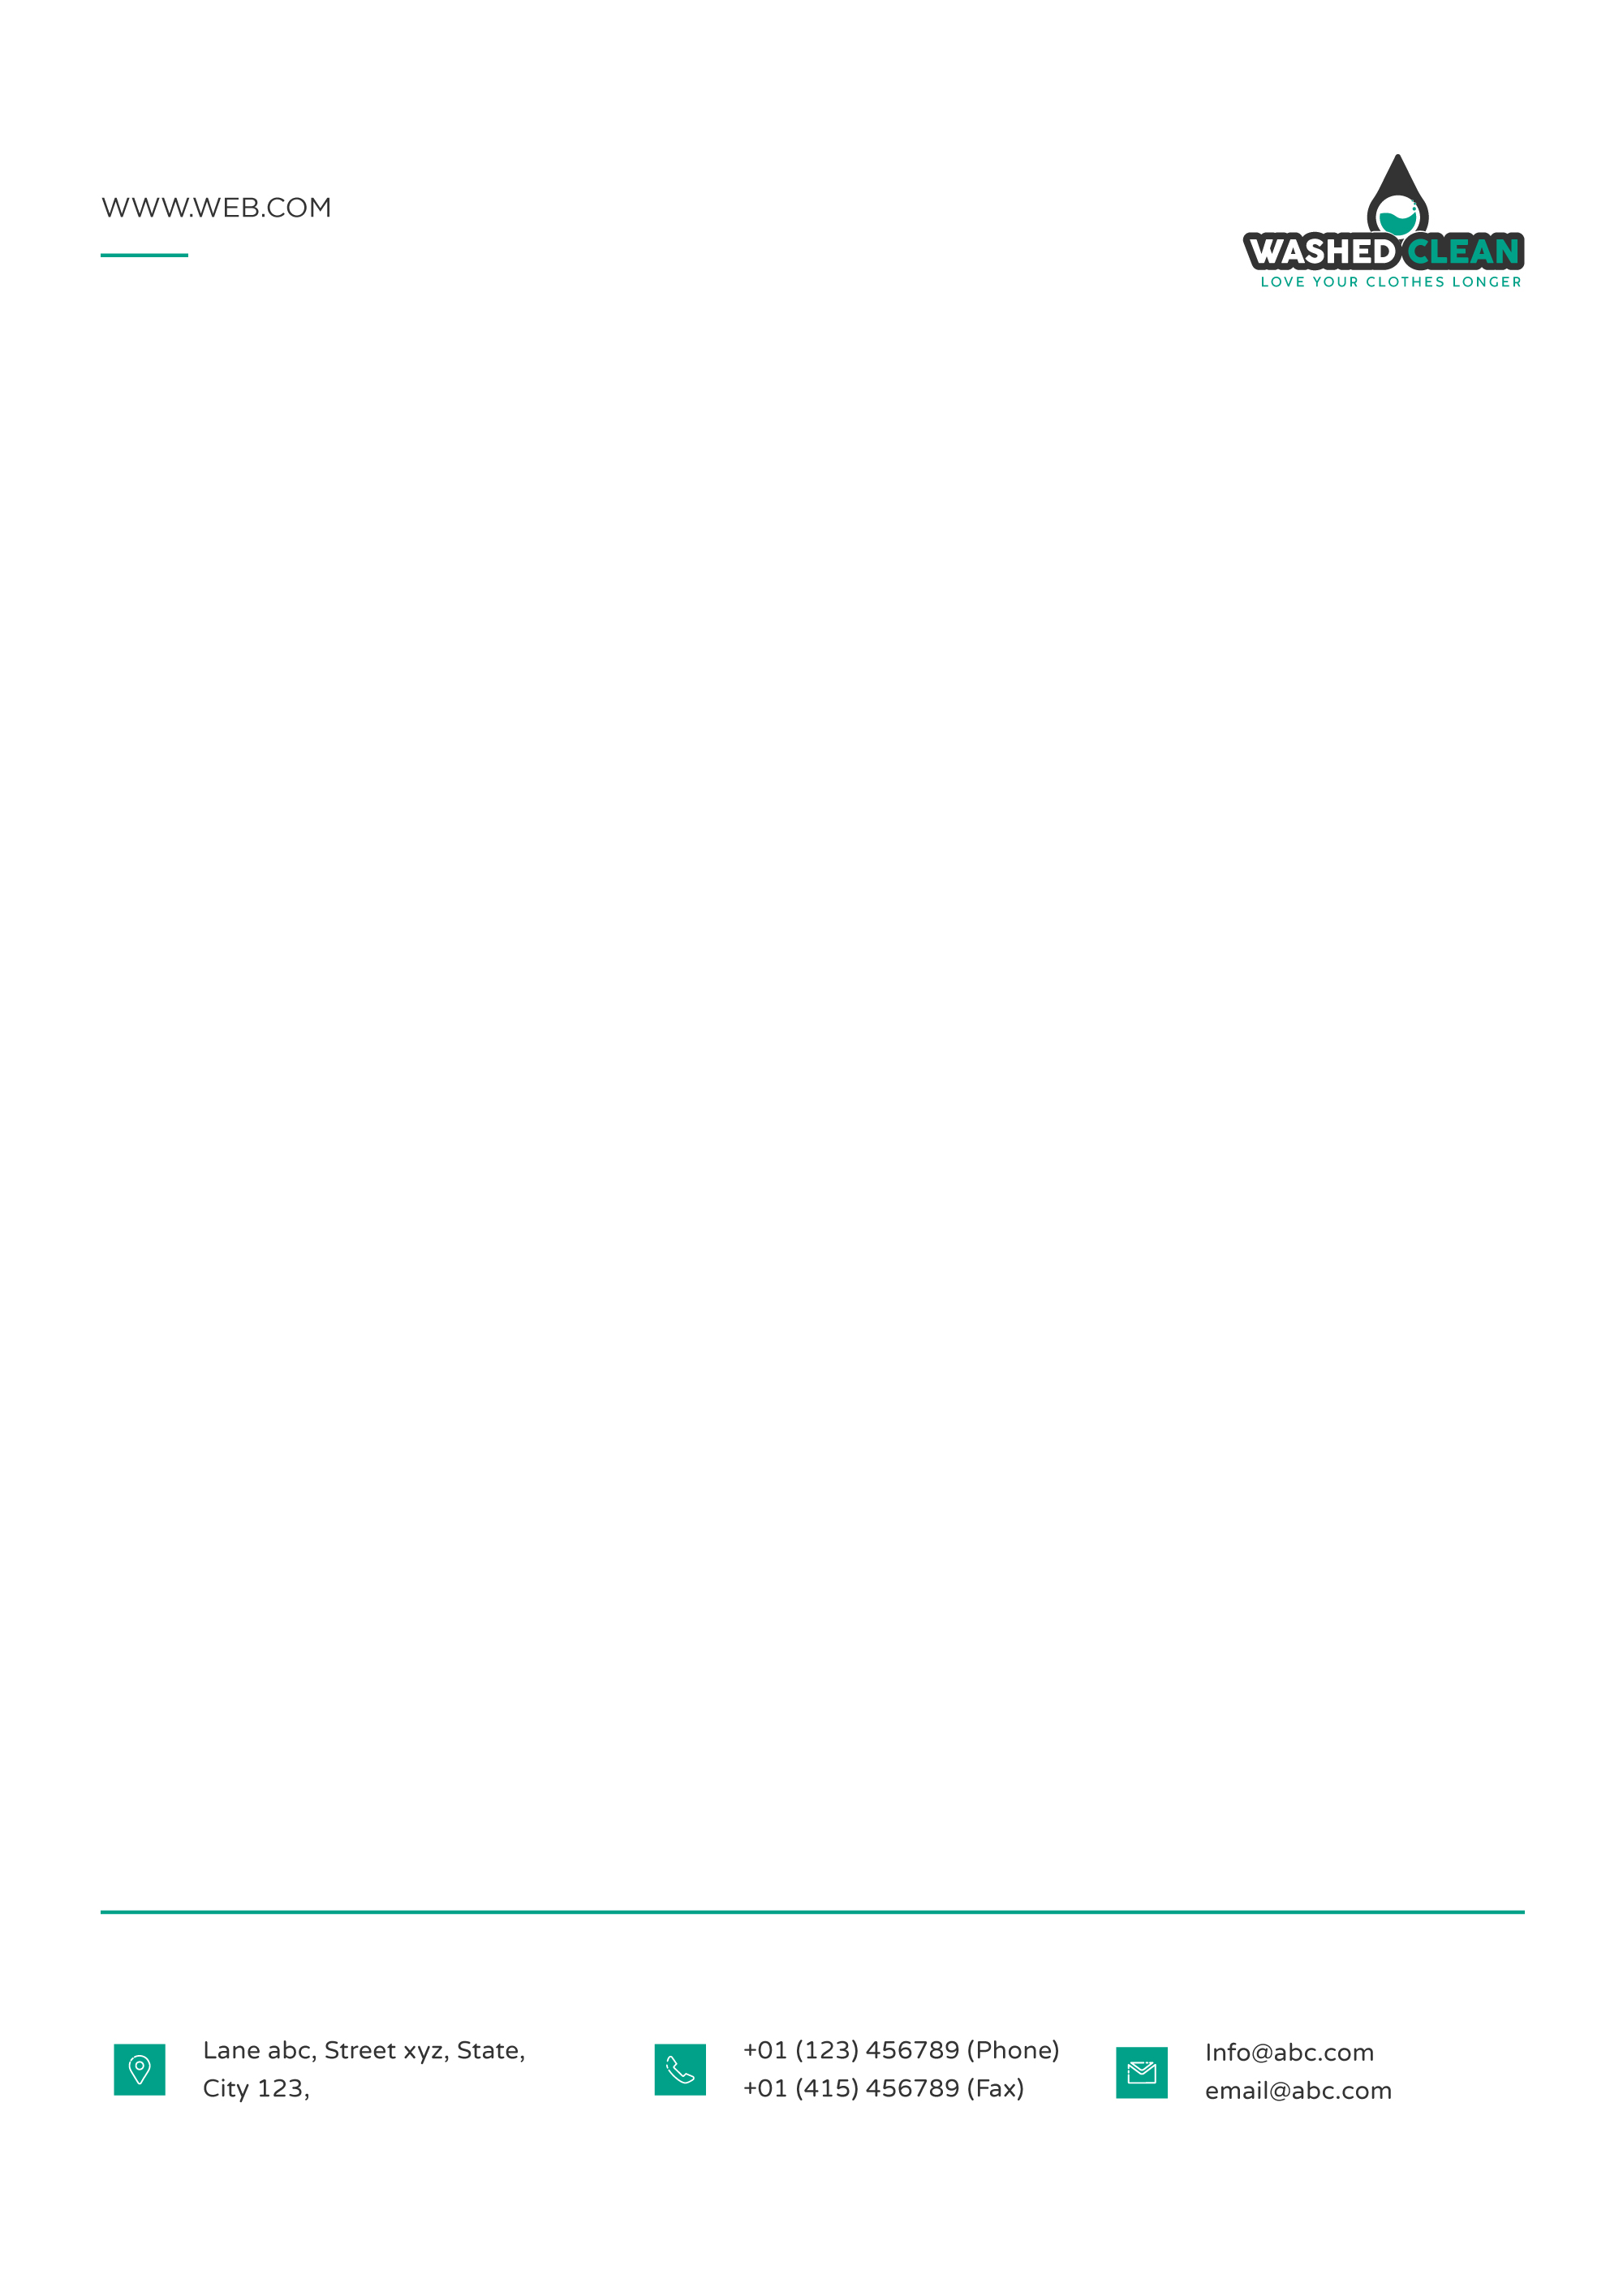 WWW.WEB.COM
WASHED CLEAN
LOVE YOUR CLOTHES LONGER
Lane abc, Street xyz, State,
City 123,
+01 (123) 456789 (Phone)
+01 (415) 456789 (Fax)
Info@abc.com
email@abc.com